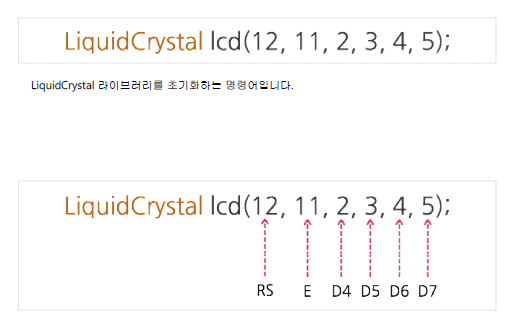 LiquidCrystal lcd(12, 11, 2, 3, 4, 5);
LiquidCrystal 라이브러리를 초기화하는 명령어입니다.
LiquidCrystal lcd(12, 11, 2, 3, 4, 5);
RS E D4 D5 D6 D7